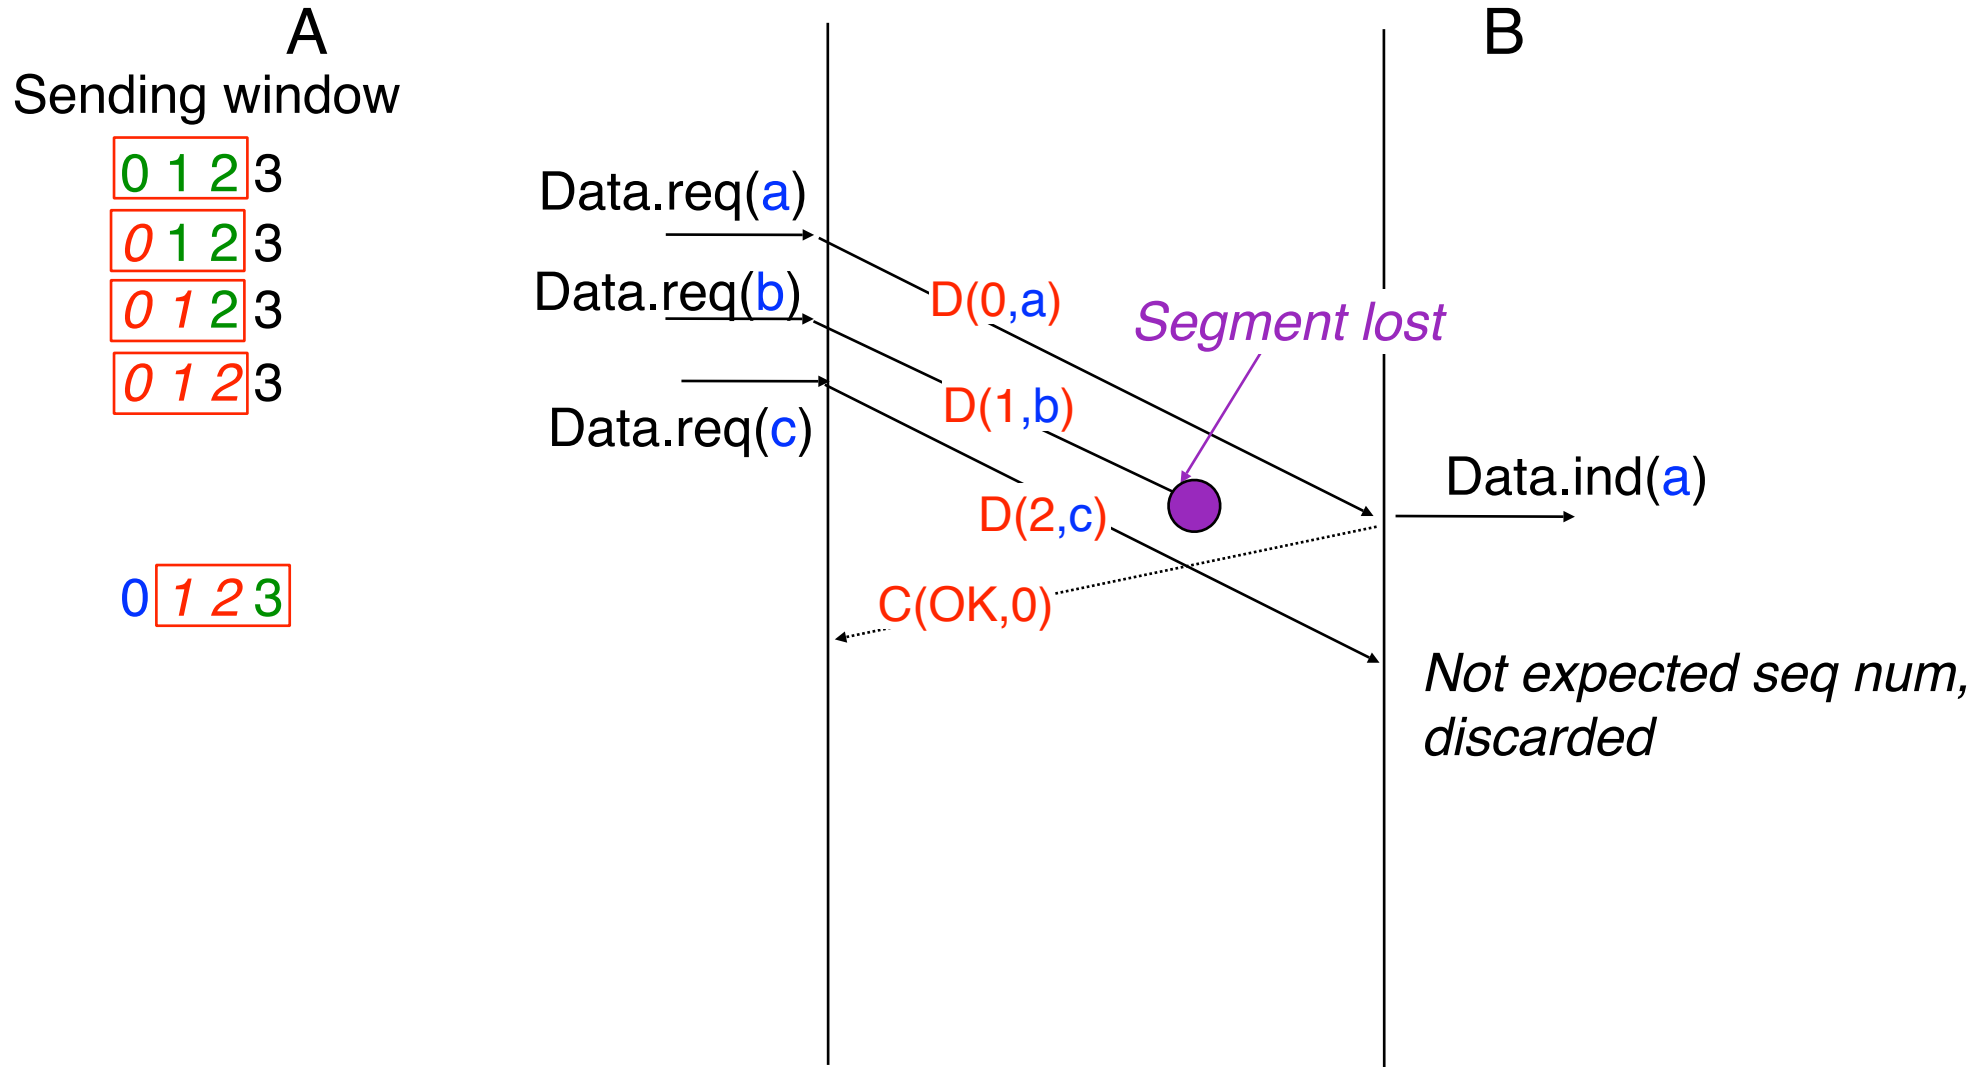 A
B
Sending window
0 1 2 3
Data.req(a)
0 1 2 3
Data.req(b)
D(0,a)
0 1 2 3
Segment lost
0 1 2 3
D(1,b)
Data.req(c)
Data.ind(a)
D(2,c)
0 1 2 3
C(OK,0)
Not expected seq num,
discarded